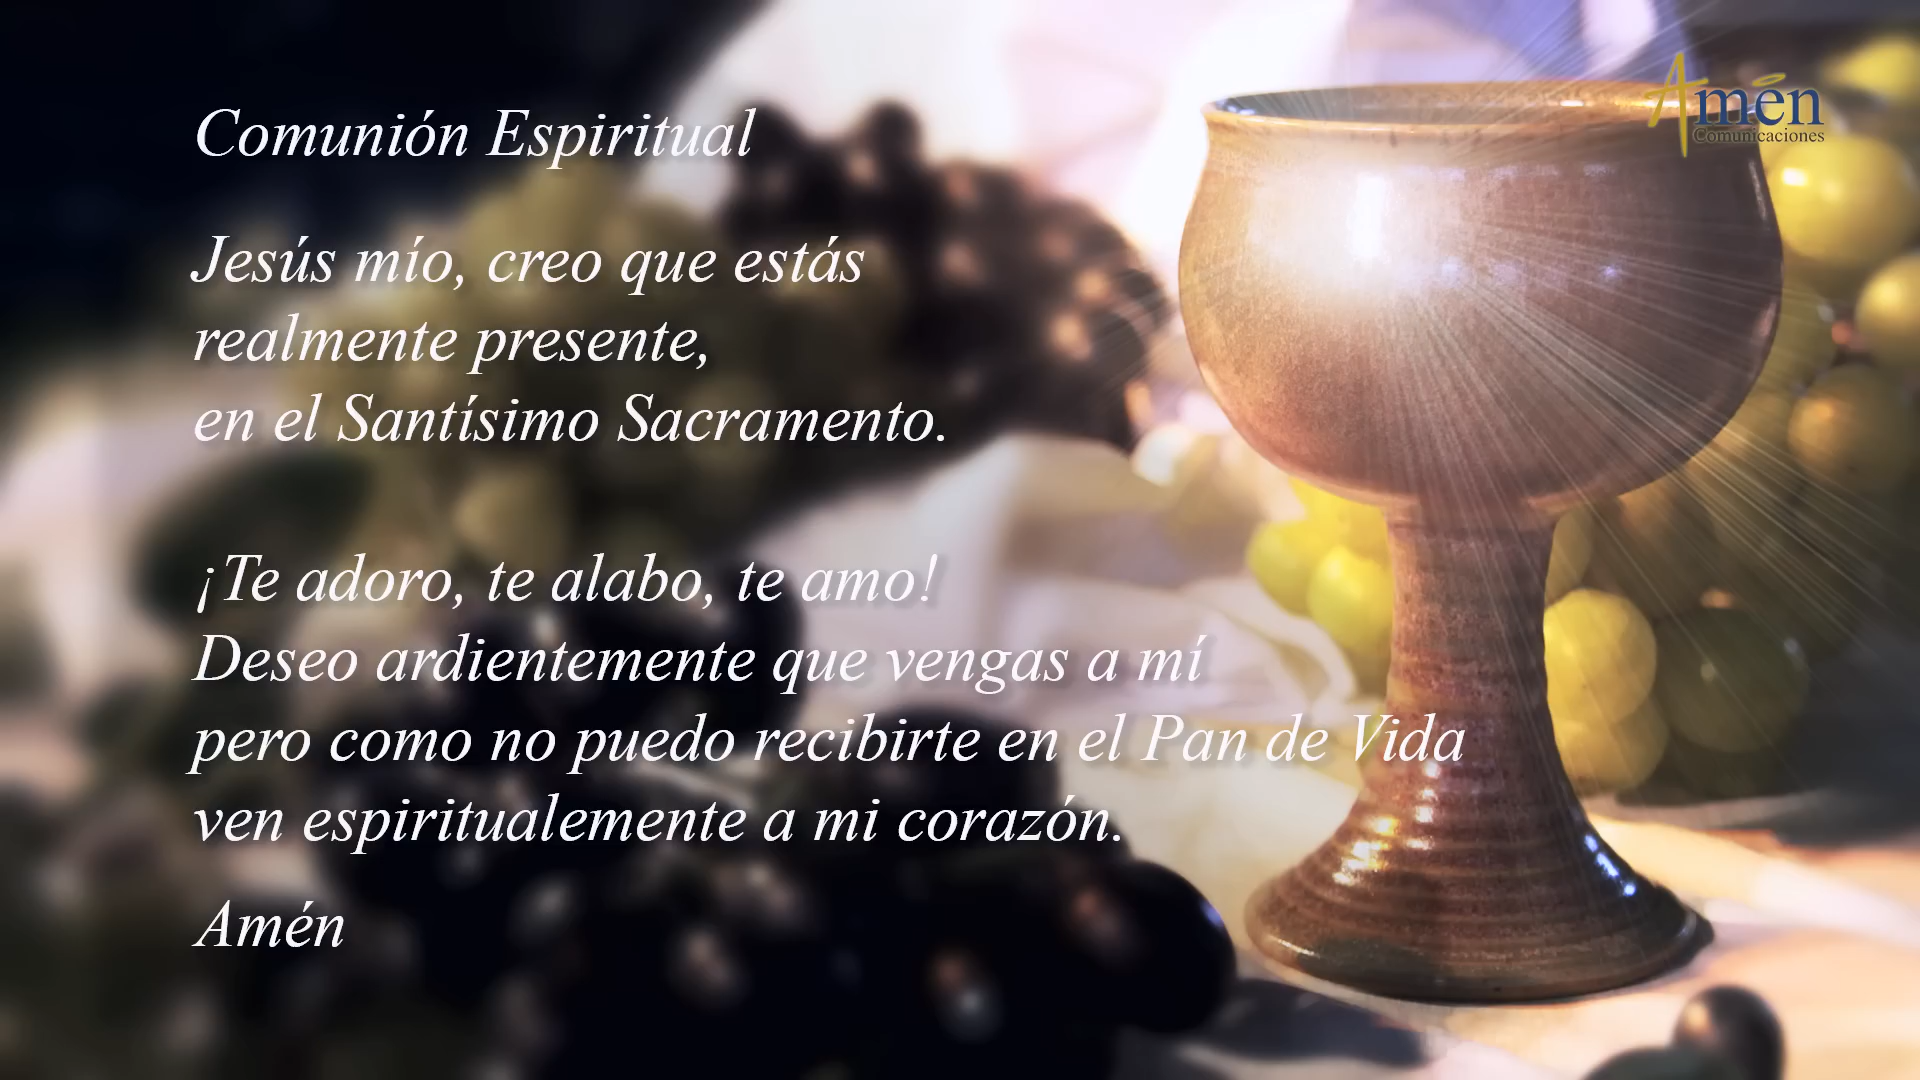 Comunión Espiritual
Jesús mío, creo que estás
realmente presente,
en el Santísimo Sacramento.
¡Te adoro, te alabo, te amo!
Deseo ardientemente que vengas a mí
pero como no puedo recibirte en el Pan de Vida
ven espiritualemente a mi corazón.
Amén
Amén
Comunicaciones